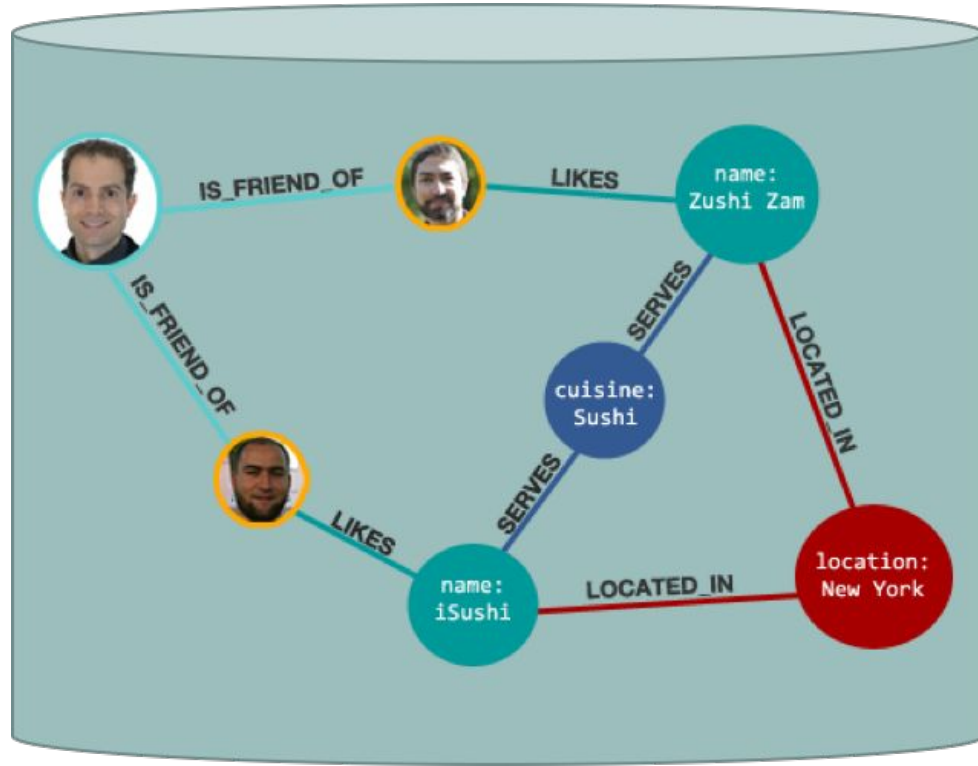 IS_FRIEND_OF
LIKES
name:
Zushi Zam
IS_FRIEND_OF
SERVES
LOCATED_IN
cuisine:
Sushi
SERVES
LIKES
name:
iSushi
LOCATED_IN
location:
New York